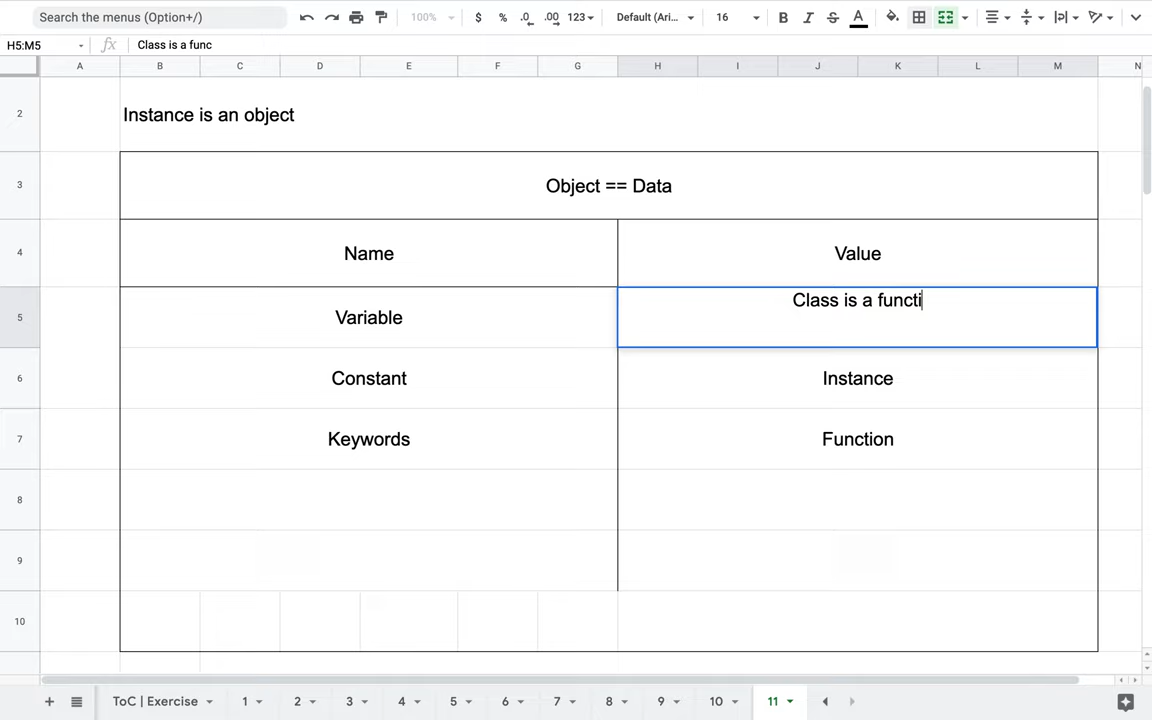 Search the menus (Option+/)
100%
$ % .0 .00 123
Default (Ari...
16
B I S A
H5:M5
fx Class is a func
A B C D E F G H I J K L M N
2 Instance is an object
3 Object == Data
4 Name Value
5 Variable Class is a functi
6 Constant Instance
7 Keywords Function
8
9
10
ToC | Exercise 1 2 3 4 5 6 7 8 9 10 11